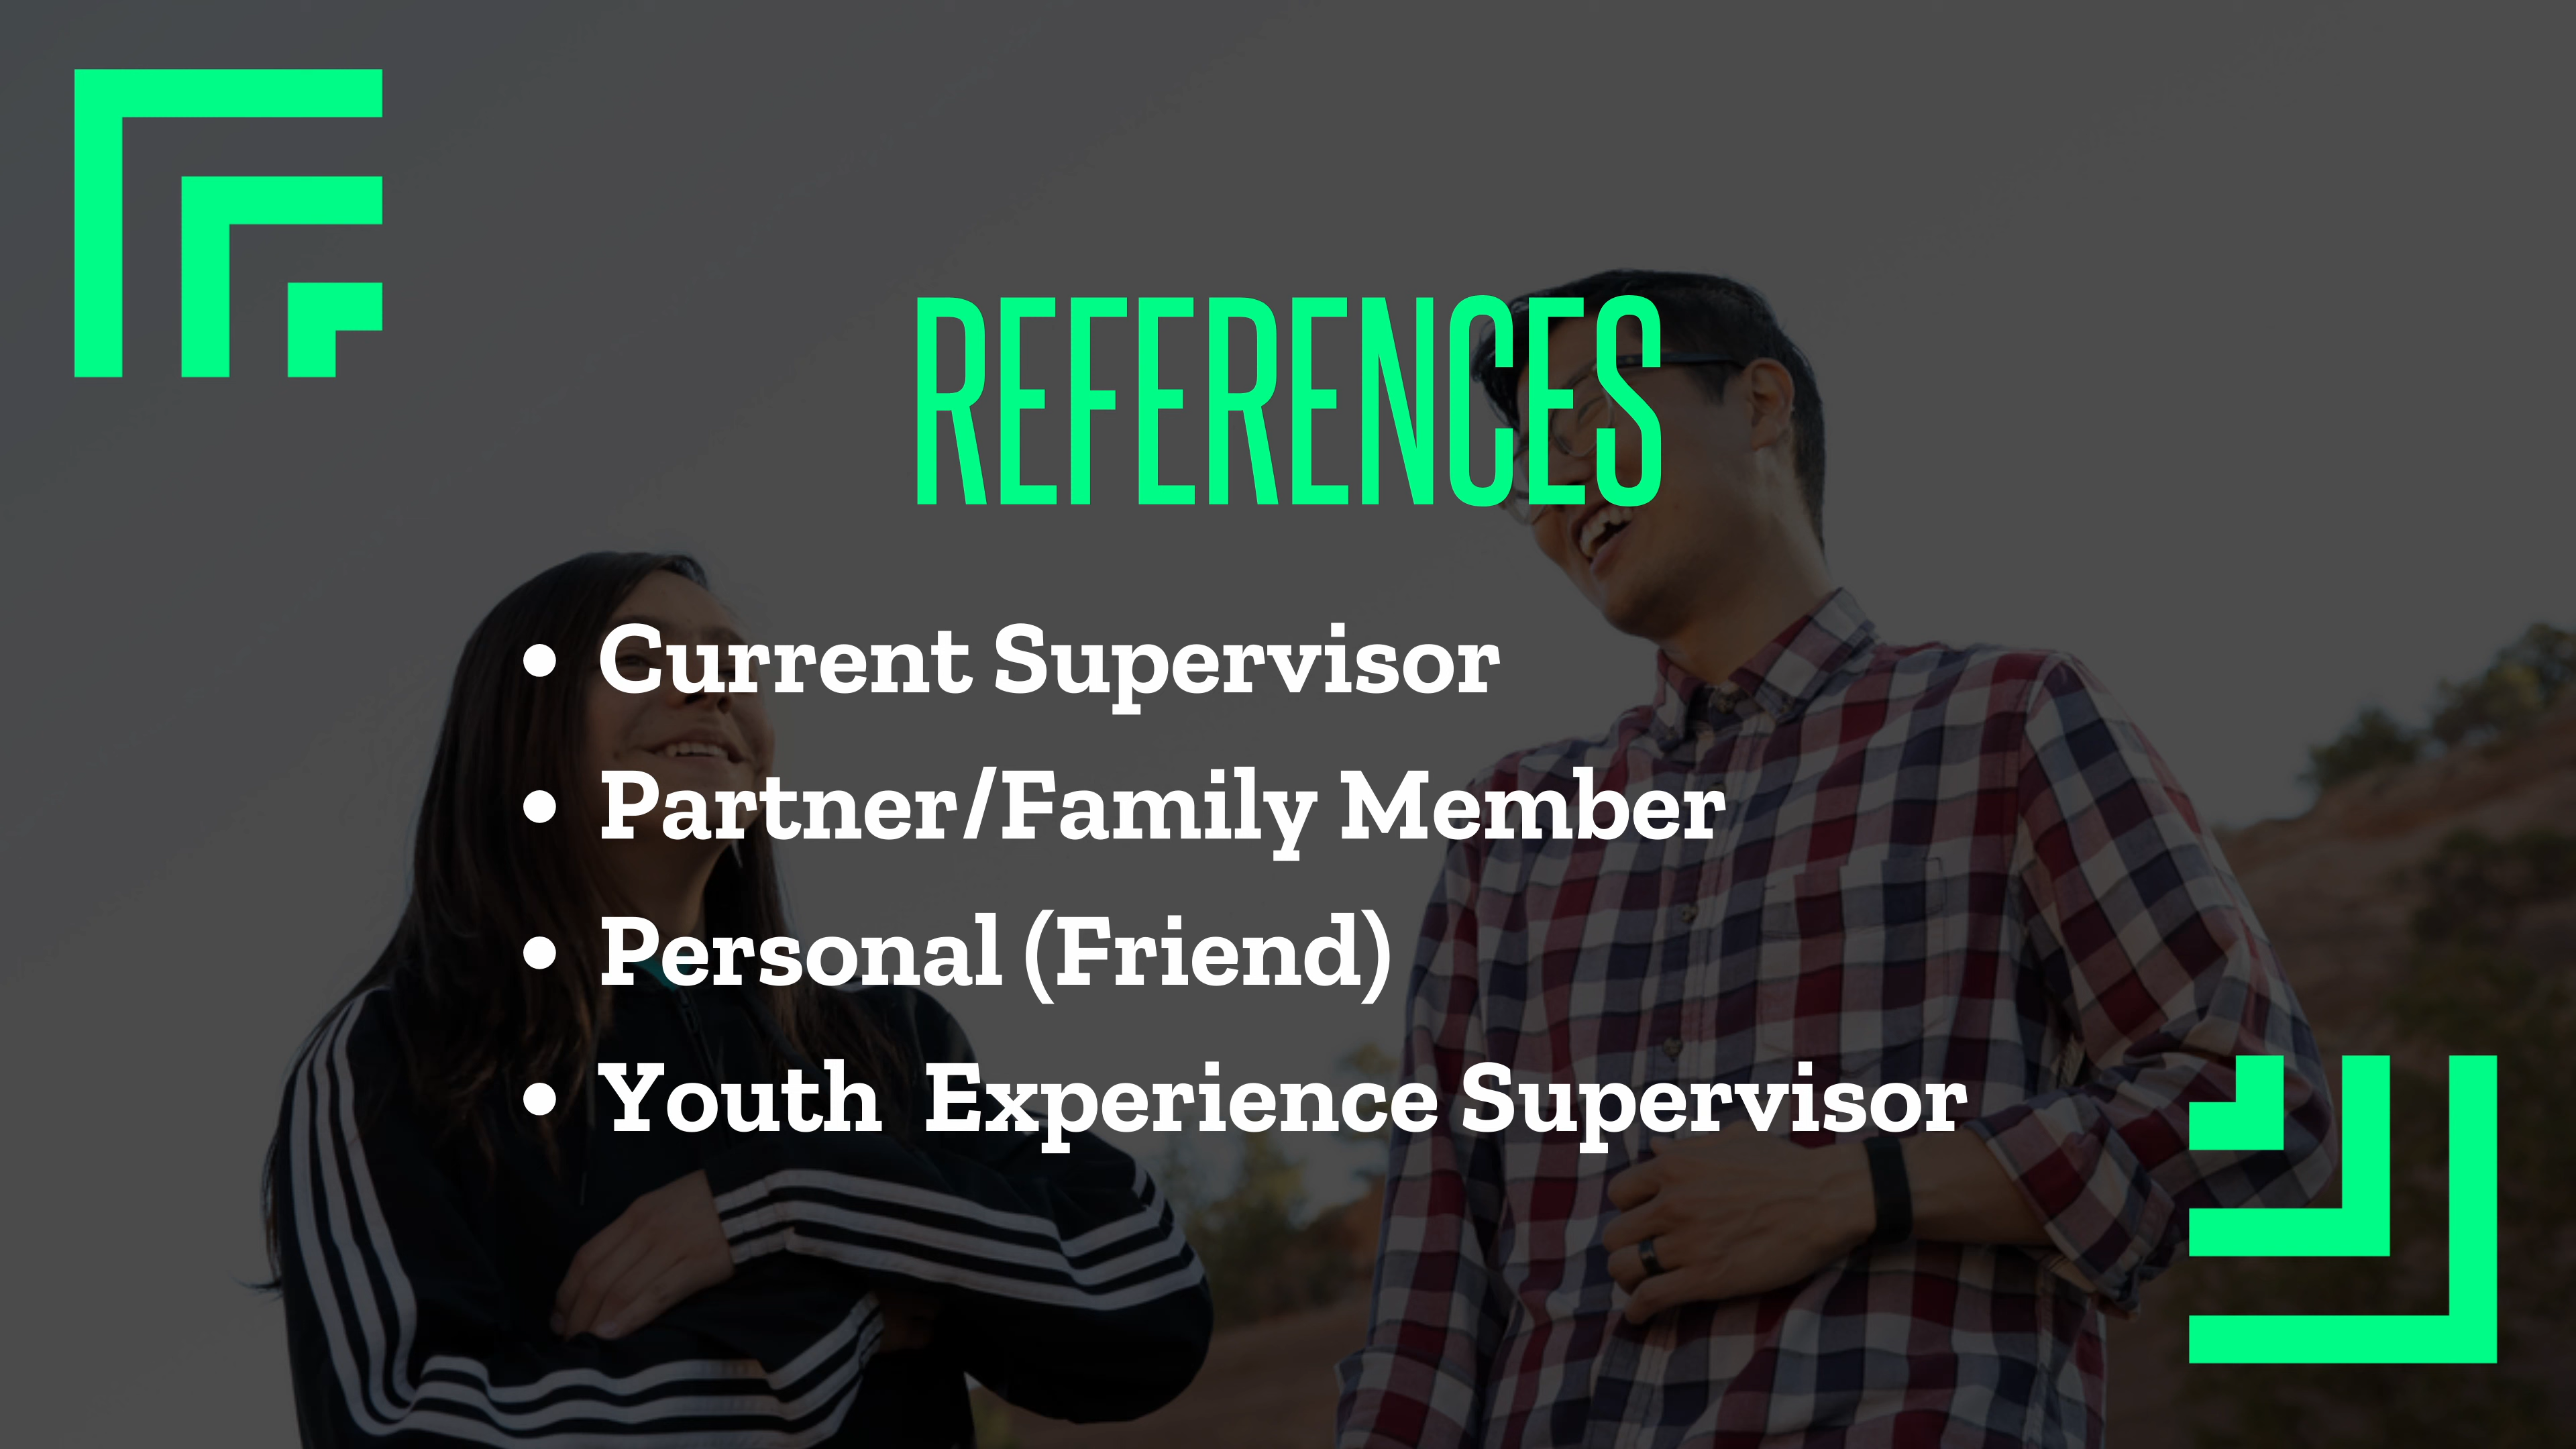 REFERENCES
• Current Supervisor
• Partner/Family Member
• Personal (Friend)
• Youth  Experience Supervisor